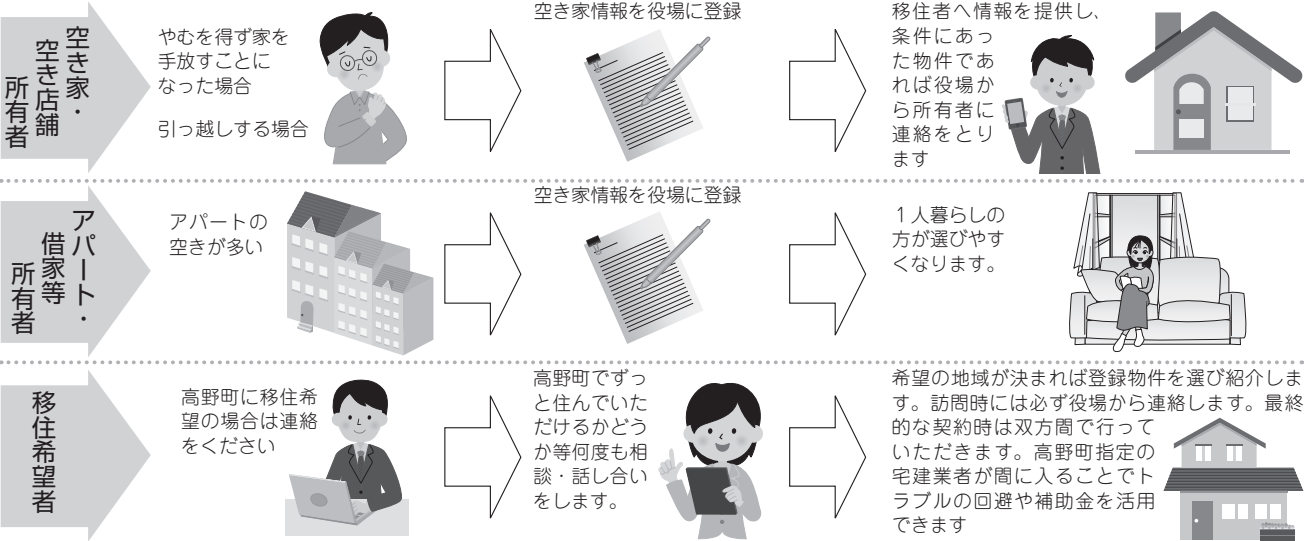 空き家・
空き店舗
所有者
やむを得ず家を
手放すことに
なった場合
引っ越しする場合
空き家情報を役場に登録
移住者へ情報を提供し、
条件にあっ
た物件であ
れば役場か
ら所有者に
連絡をとり
ます
アパート・
借家等
所有者
アパートの
空きが多い
空き家情報を役場に登録
１人暮らしの
方が選びやす
くなります。
移住希望者
高野町に移住希
望の場合は連絡
をください
高野町でずっ
と住んでいた
だけるかどう
か等何度も相
談・話し合い
をします。
希望の地域が決まれば登録物件を選び紹介しま
す。訪問時には必ず役場から連絡します。最終
的な契約時は双方間で行って
いただきます。高野町指定の
宅建業者が間に入ることでト
ラブルの回避や補助金を活用
できます